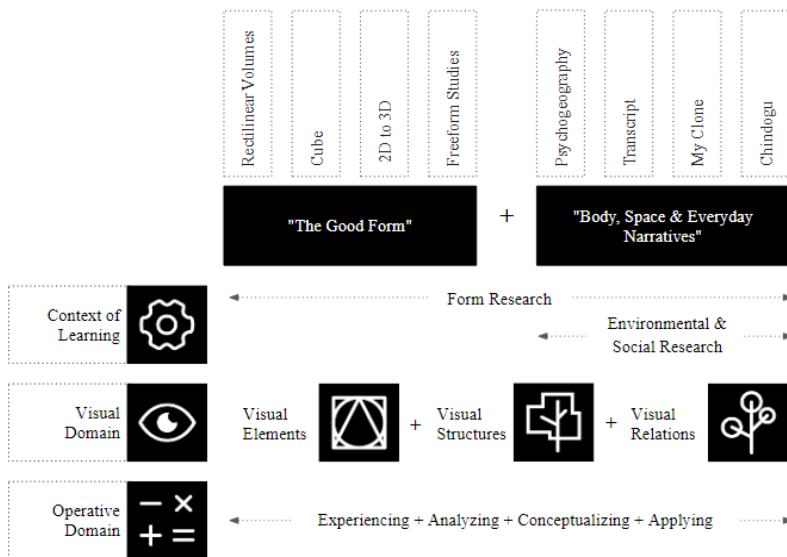 Rectilinear Volumes
Cube
2D to 3D
Freeform Studies
Psychogeography
Transcript
My Clone
Chindogu
"The Good Form"
+
"Body, Space & Everyday
Narratives"
Context of
Learning
Form Research
Environmental &
Social Research
Visual
Domain
Visual
Elements
+
Visual
Structures
+
Visual
Relations
Operative
Domain
− ×
+ =
Experiencing + Analyzing + Conceptualizing + Applying